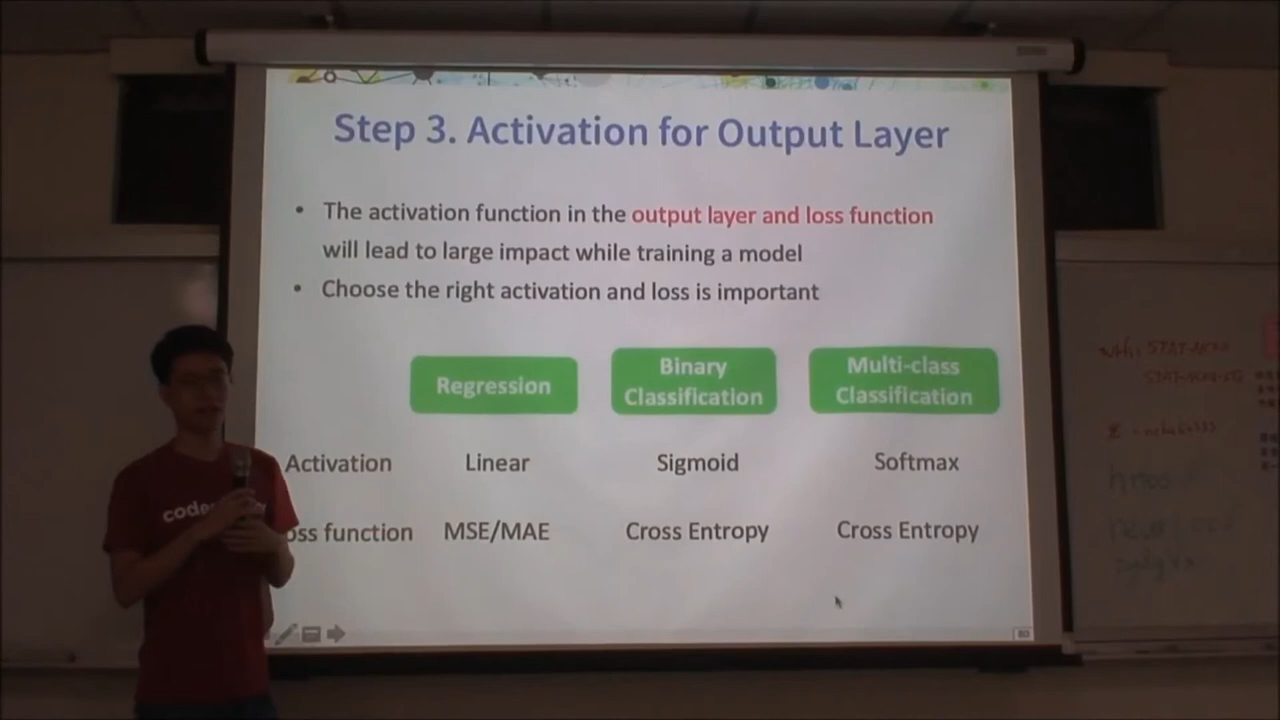 Step 3. Activation for Output Layer
• The activation function in the output layer and loss function
will lead to large impact while training a model
• Choose the right activation and loss is important
Regression
Binary
Classification
Multi-class
Classification
Activation Linear Sigmoid Softmax
oss function MSE/MAE Cross Entropy Cross Entropy
80